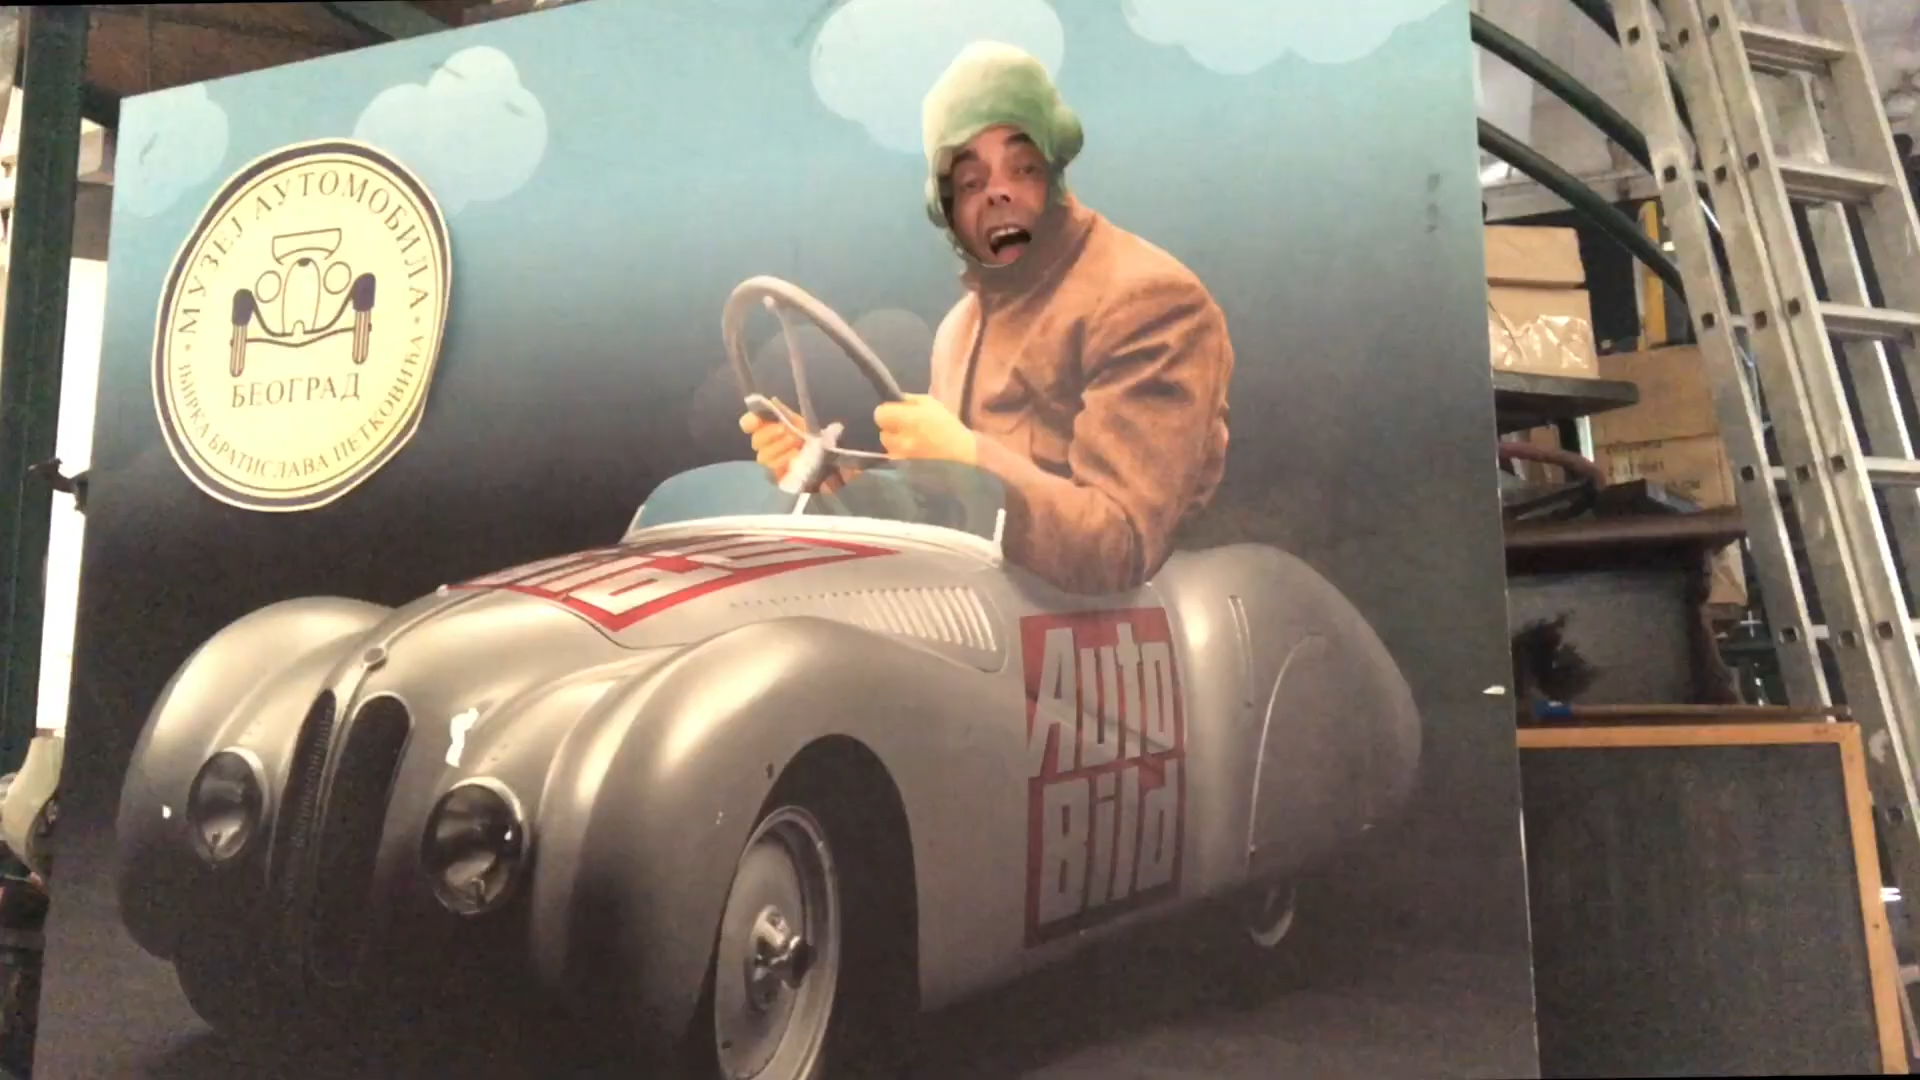 МУЗЕЈ АУТОМОБИЛА
БЕОГРАД
ЗБИРКА БРАТИСЛАВА ПЕТКОВИЋА
Auto
Bild